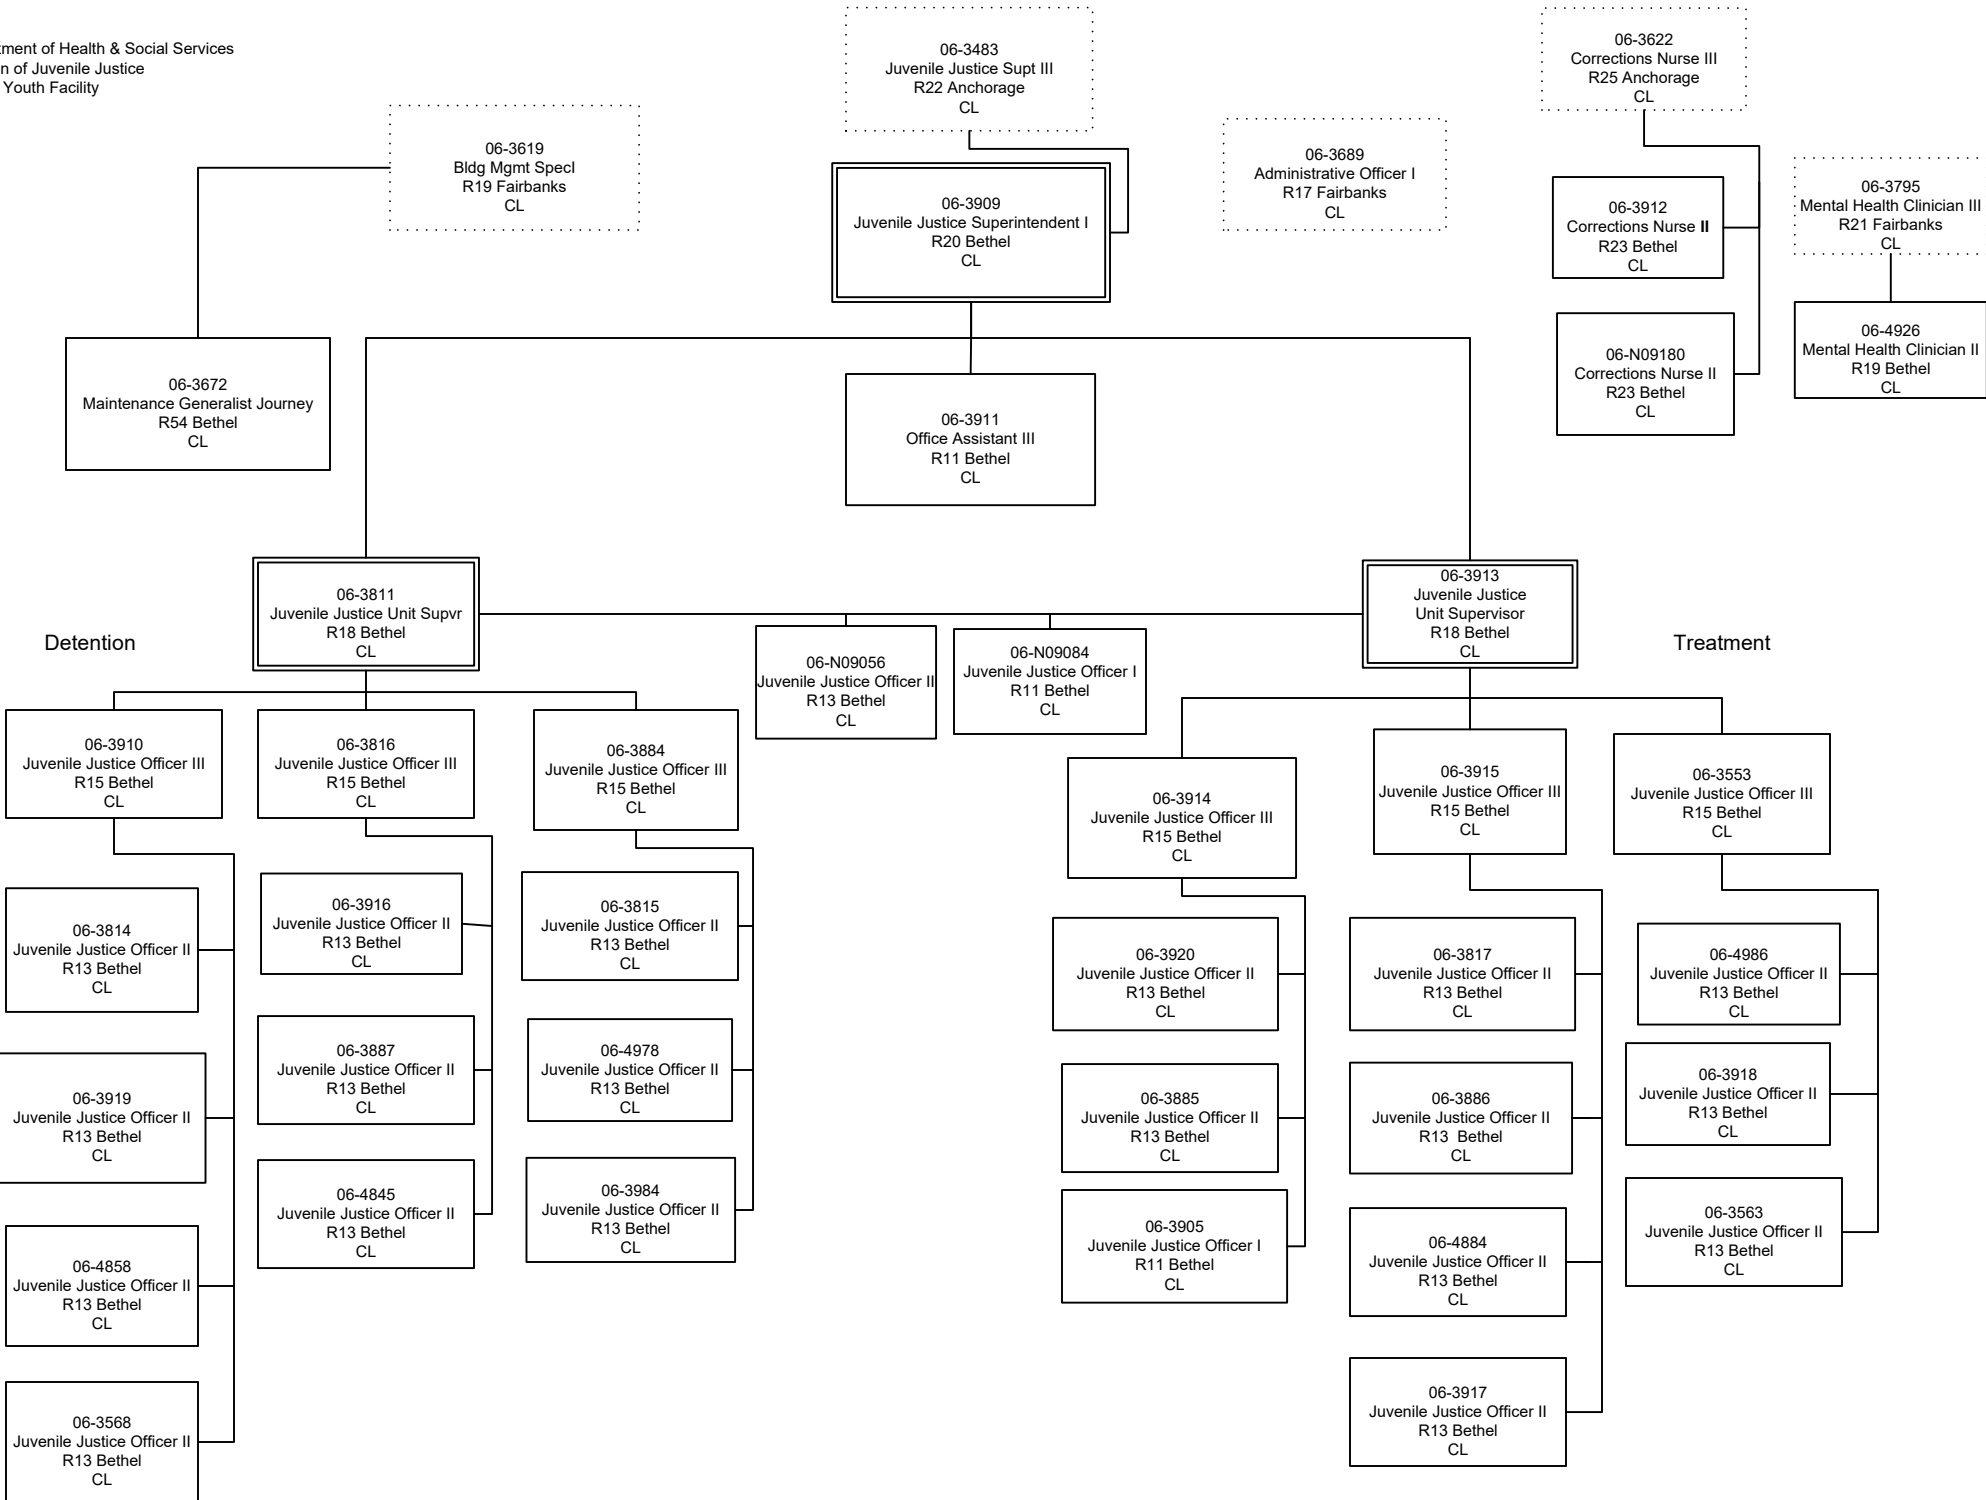 tment of Health & Social Services
n of Juvenile Justice
Youth Facility
06-3483
Juvenile Justice Supt III
R22 Anchorage
CL
06-3622
Corrections Nurse III
R25 Anchorage
CL
06-3619
Bldg Mgmt Specl
R19 Fairbanks
CL
06-3689
Administrative Officer I
R17 Fairbanks
CL
06-3909
Juvenile Justice Superintendent I
R20 Bethel
CL
06-3912
Corrections Nurse II
R23 Bethel
CL
06-3795
Mental Health Clinician III
R21 Fairbanks
CL
06-N09180
Corrections Nurse II
R23 Bethel
CL
06-4926
Mental Health Clinician II
R19 Bethel
CL
06-3672
Maintenance Generalist Journey
R54 Bethel
CL
06-3911
Office Assistant III
R11 Bethel
CL
Detention
06-3811
Juvenile Justice Unit Supvr
R18 Bethel
CL
06-N09056
Juvenile Justice Officer II
R13 Bethel
CL
06-N09084
Juvenile Justice Officer I
R11 Bethel
CL
06-3913
Juvenile Justice
Unit Supervisor
R18 Bethel
CL
Treatment
06-3910
Juvenile Justice Officer III
R15 Bethel
CL
06-3816
Juvenile Justice Officer III
R15 Bethel
CL
06-3884
Juvenile Justice Officer III
R15 Bethel
CL
06-3914
Juvenile Justice Officer III
R15 Bethel
CL
06-3915
Juvenile Justice Officer III
R15 Bethel
CL
06-3553
Juvenile Justice Officer III
R15 Bethel
CL
06-3814
Juvenile Justice Officer II
R13 Bethel
CL
06-3916
Juvenile Justice Officer II
R13 Bethel
CL
06-3815
Juvenile Justice Officer II
R13 Bethel
CL
06-3920
Juvenile Justice Officer II
R13 Bethel
CL
06-3817
Juvenile Justice Officer II
R13 Bethel
CL
06-4986
Juvenile Justice Officer II
R13 Bethel
CL
06-3919
Juvenile Justice Officer II
R13 Bethel
CL
06-3887
Juvenile Justice Officer II
R13 Bethel
CL
06-4978
Juvenile Justice Officer II
R13 Bethel
CL
06-3885
Juvenile Justice Officer II
R13 Bethel
CL
06-3886
Juvenile Justice Officer II
R13 Bethel
CL
06-3918
Juvenile Justice Officer II
R13 Bethel
CL
06-4858
Juvenile Justice Officer II
R13 Bethel
CL
06-4845
Juvenile Justice Officer II
R13 Bethel
CL
06-3984
Juvenile Justice Officer II
R13 Bethel
CL
06-3905
Juvenile Justice Officer I
R11 Bethel
CL
06-4884
Juvenile Justice Officer II
R13 Bethel
CL
06-3563
Juvenile Justice Officer II
R13 Bethel
CL
06-3568
Juvenile Justice Officer II
R13 Bethel
CL
06-3917
Juvenile Justice Officer II
R13 Bethel
CL